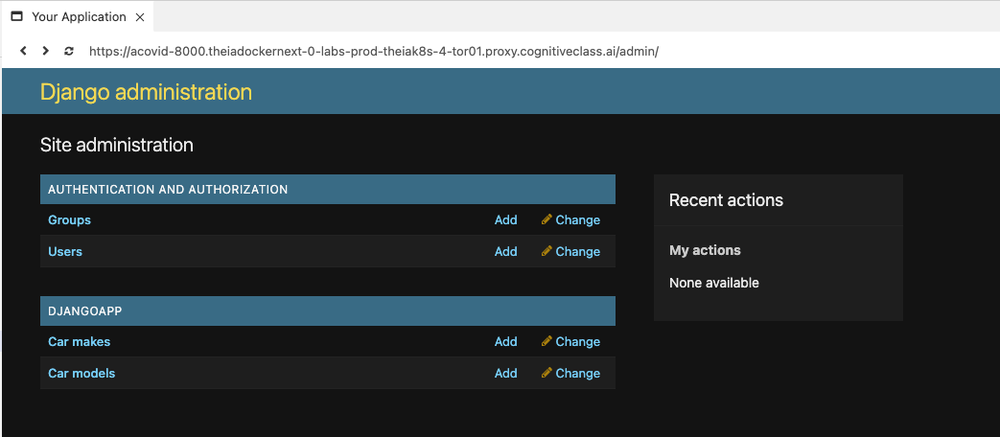 Your Application
https://acovid-8000.theiadockernext-0-labs-prod-theiak8s-4-tor01.proxy.cognitiveclass.ai/admin/
Django administration
Site administration
AUTHENTICATION AND AUTHORIZATION
Groups Add Change
Users Add Change
DJANGOAPP
Car makes Add Change
Car models Add Change
Recent actions
My actions
None available